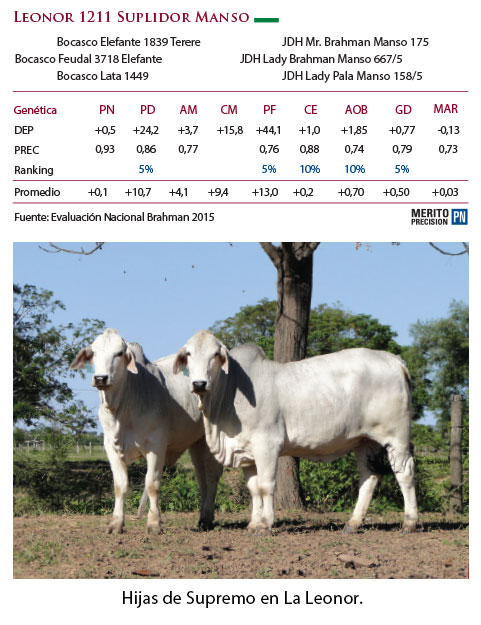 Leonor 1211 Suplidor Manso
Bocasco Elefante 1839 Terere JDH Mr. Brahman Manso 175
Bocasco Feudal 3718 Elefante JDH Lady Brahman Manso 667/5
Bocasco Lata 1449 JDH Lady Pala Manso 158/5
Genética PN PD AM CM PF CE AOB GD MAR
DEP +0,5 +24,2 +3,7 +15,8 +44,1 +1,0 +1,85 +0,77 -0,13
PREC 0,93 0,86 0,77 0,76 0,88 0,74 0,79 0,73
Ranking 5% 5% 10% 10% 5%
Promedio +0,1 +10,7 +4,1 +9,4 +13,0 +0,2 +0,70 +0,50 +0,03
Fuente: Evaluación Nacional Brahman 2015
MERITO PN
PRECISION
Hijas de Supremo en La Leonor.